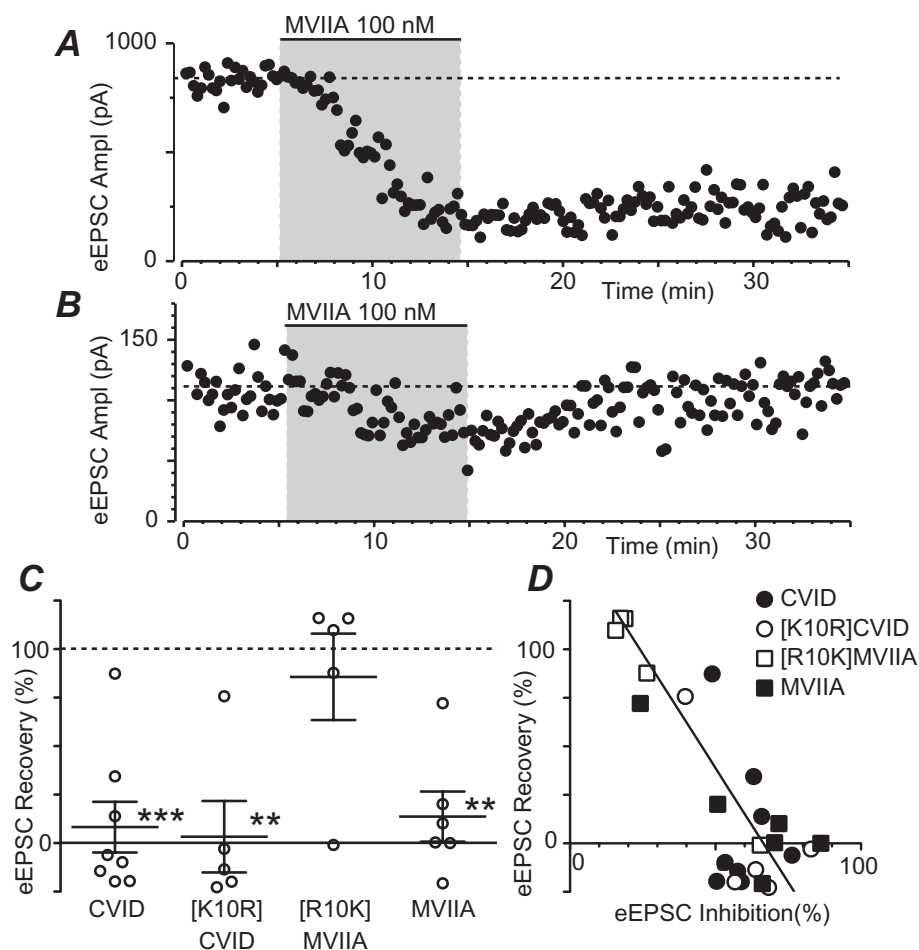 A
MVIIA 100 nM
1000
eEPSC Ampl (pA)
0
0 10 20 30
Time (min)
B
MVIIA 100 nM
150
eEPSC Ampl (pA)
0
0 10 20 30
Time (min)
C
100
eEPSC Recovery (%)
0
*** ** **
CVID [K10R] CVID [R10K] MVIIA MVIIA
D
CVID
[K10R]CVID
[R10K]MVIIA
MVIIA
100
eEPSC Recovery (%)
0
0 100
eEPSC Inhibition(%)